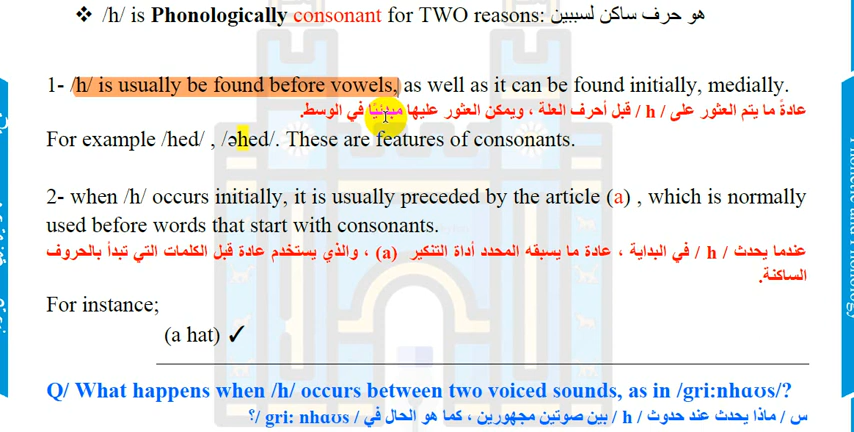 ❖ /h/ is Phonologically consonant for TWO reasons: هو حرف ساكن لسببين
1- /h/ is usually be found before vowels, as well as it can be found initially, medially.
عادةً ما يتم العثور على / h / قبل أحرف العلة ، ويمكن العثور عليها مبدئيًا في الوسط.
For example /hed/ , /əhed/. These are features of consonants.
2- when /h/ occurs initially, it is usually preceded by the article (a) , which is normally
used before words that start with consonants.
عندما يحدث / h / في البداية ، عادة ما يسبقه المحدد أداة التنكير (a) ، والذي يستخدم عادة قبل الكلمات التي تبدأ بالحروف
الساكنة.
For instance;
(a hat) ✓
Q/ What happens when /h/ occurs between two voiced sounds, as in /gri:nhɑʊs/?
س / ماذا يحدث عند حدوث / h / بين صوتين مجهورين ، كما هو الحال في / gri: nhɑʊs /؟
Phonetic and Phonology